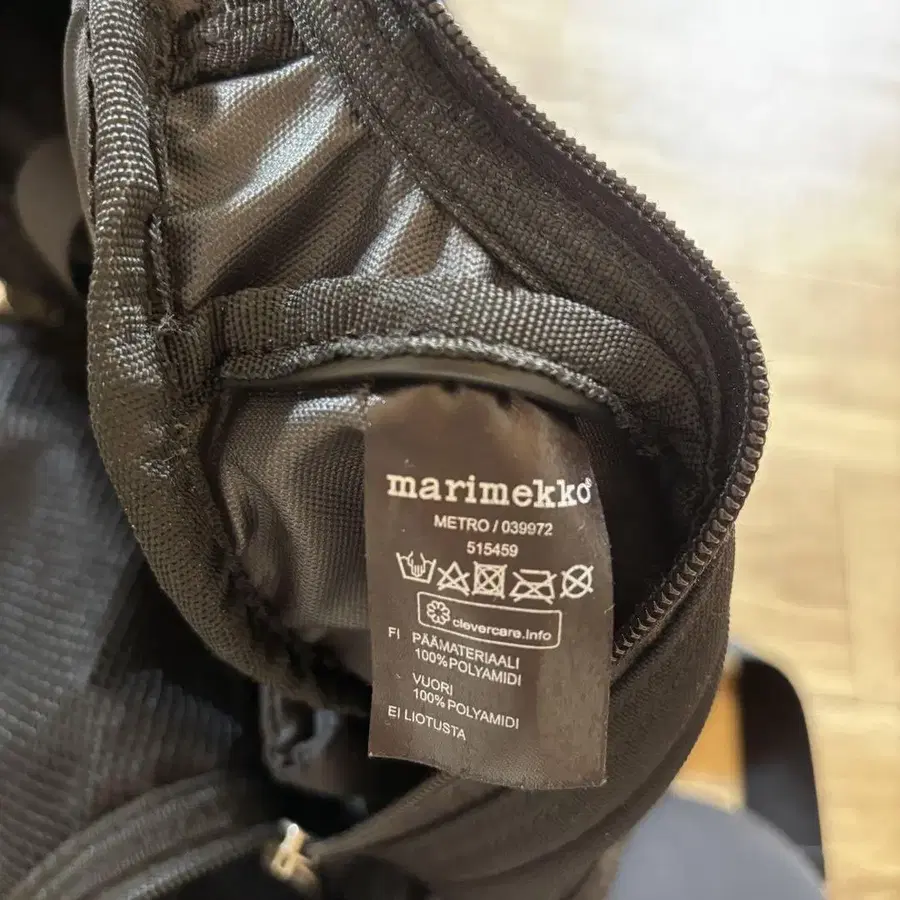 marimekko®
METRO / 039972
515459
clevercare.info
FI PÄÄMATERIAALI
100% POLYAMIDI
VUORI
100% POLYAMIDI
EI LIOTUSTA